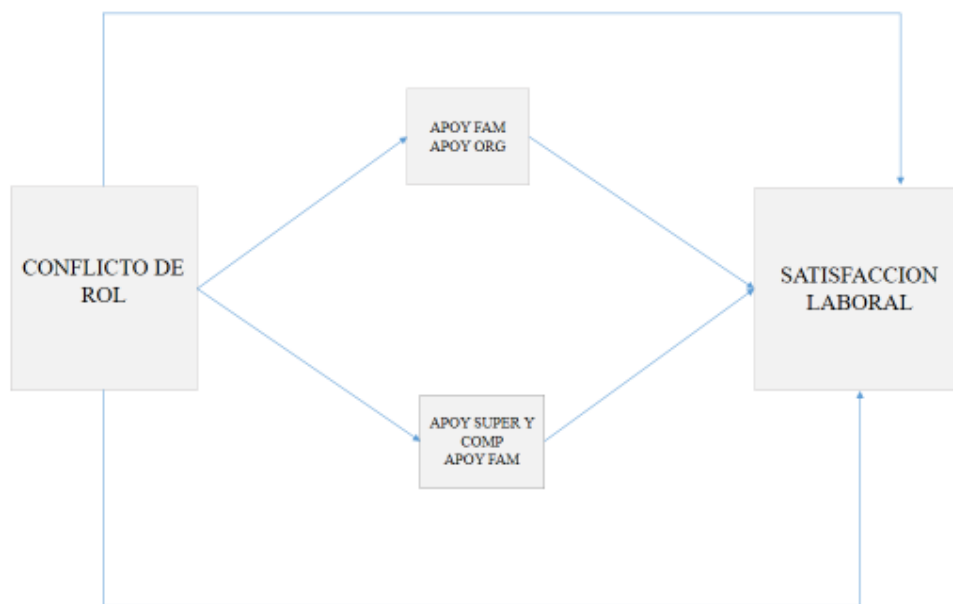 APOY FAM
APOY ORG
CONFLICTO DE
ROL
SATISFACCION
LABORAL
APOY SUPER Y
COMP
APOY FAM